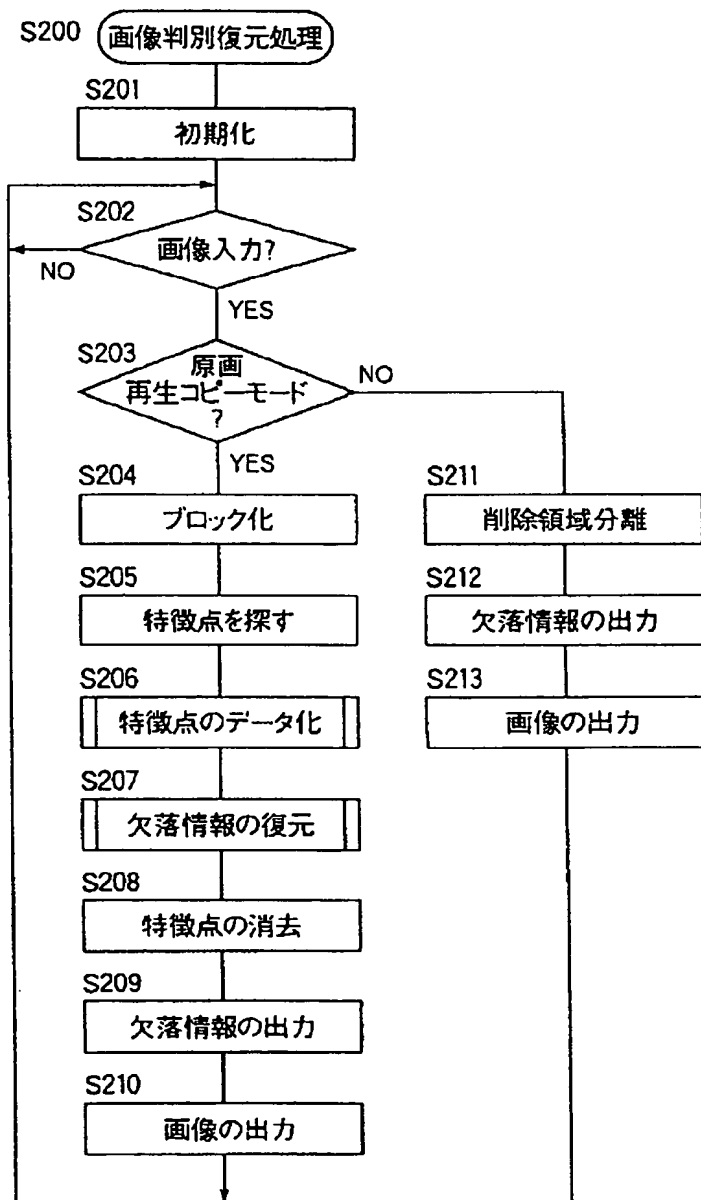 S200 画像判別復元処理
S201
初期化
S202
画像入力?
NO
YES
S203
原画
再生コピーモード
?
NO
YES
S204
ブロック化
S205
特徴点を探す
S206
特徴点のデータ化
S207
欠落情報の復元
S208
特徴点の消去
S209
欠落情報の出力
S210
画像の出力
S211
削除領域分離
S212
欠落情報の出力
S213
画像の出力